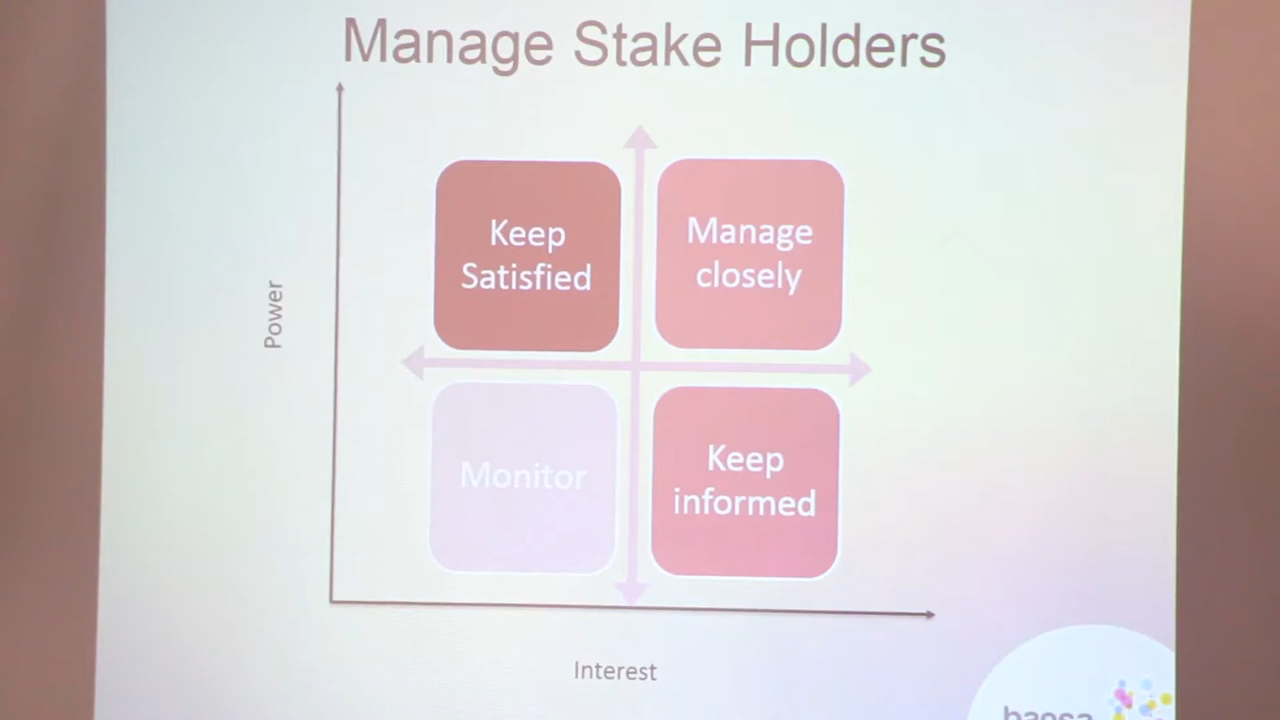 Manage Stake Holders
Keep
Satisfied
Manage
closely
Power
Monitor
Keep
informed
Interest